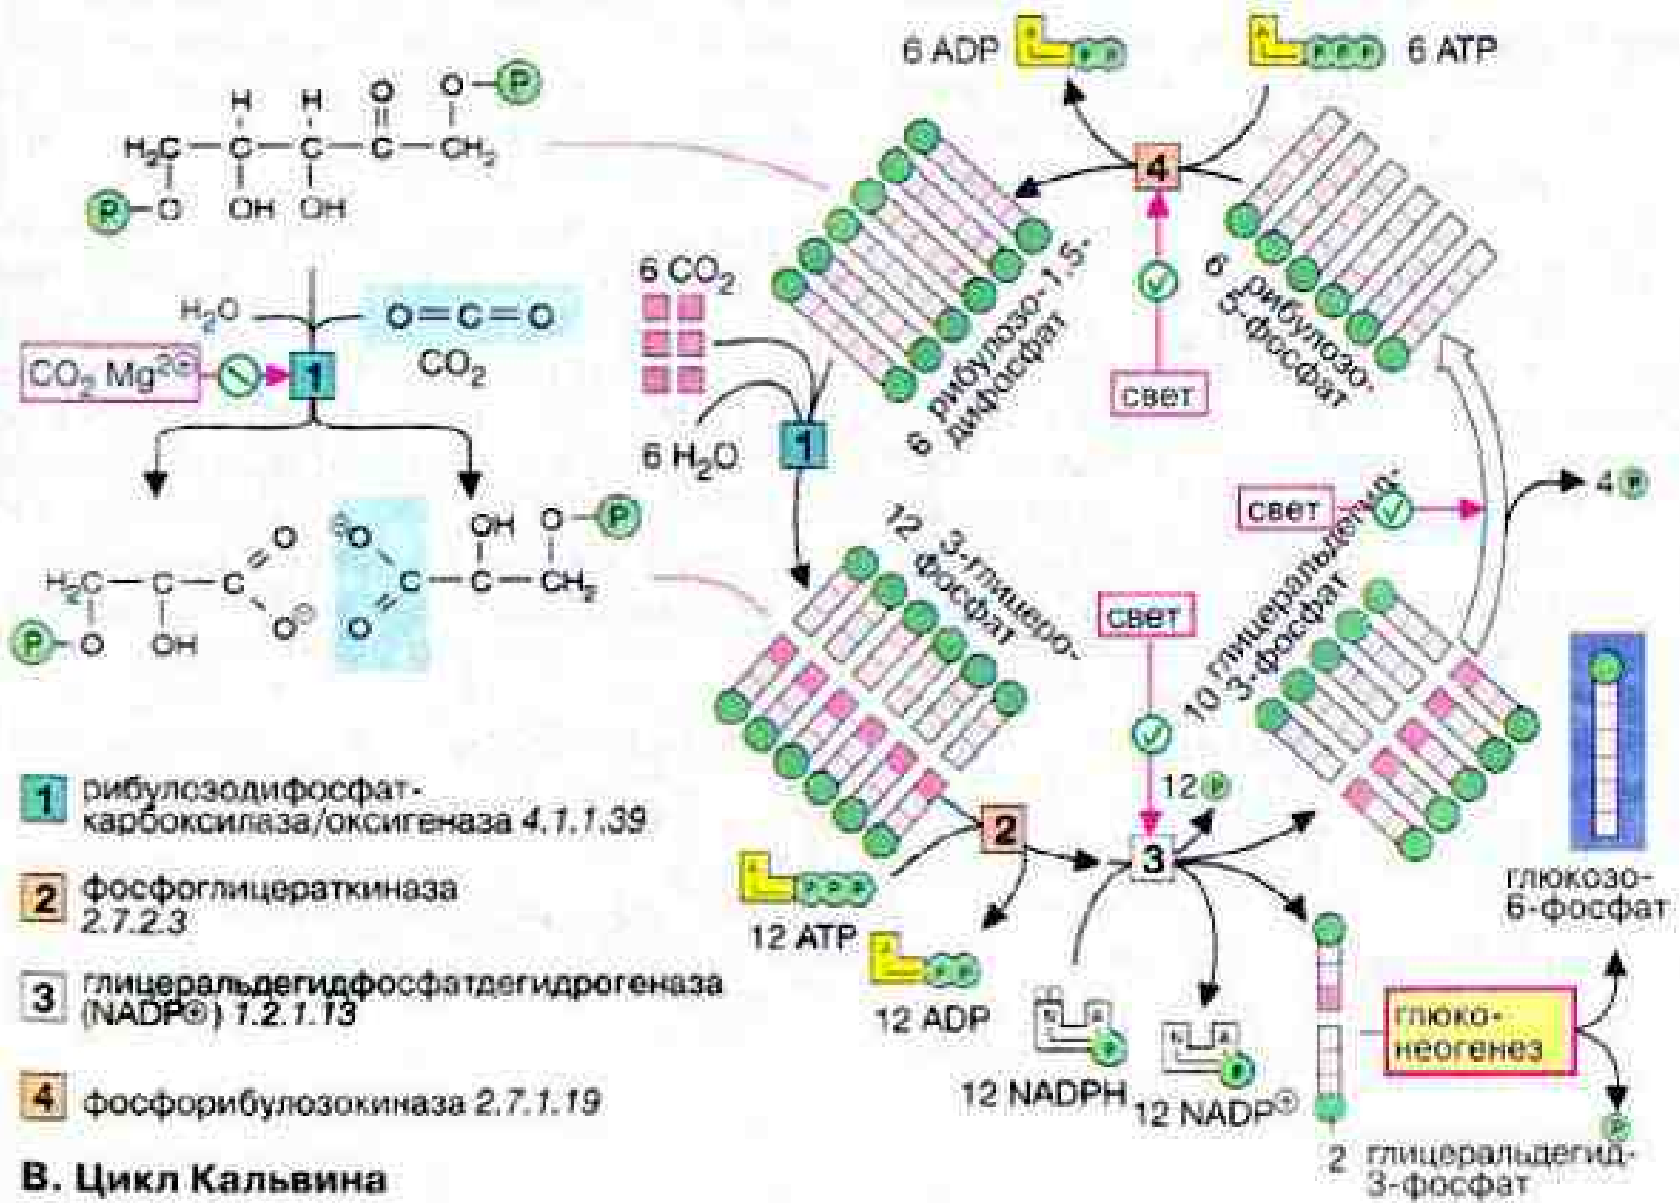 6 ADP
6 ATP
H H O O P
H₂C C C C CH₂
P O OH OH
4
6 рибулозо-1,5-
дифосфат
6 рибулозо-
5-фосфат
6 CO₂
H₂O
O=C=O
CO₂
CO₂ Mg²⊕
1
6 H₂O
1
свет
свет
4 P
12 3-глицеро-
фосфат
10 глицеральдегид-
3-фосфат
O ⊖O OH O P
H₂C C C C C CH₂
P O OH O⊖ O
свет
12 P
2
3
12 ATP
12 ADP
12 NADPH
12 NADP⊕
глюкозо-
6-фосфат
глюко-
неогенез
P
2 глицеральдегид-
3-фосфат
1 рибулозодифосфат-
карбоксилаза/оксигеназа 4.1.1.39
2 фосфоглицераткиназа
2.7.2.3
3 глицеральдегидфосфатдегидрогеназа
(NADP⊕) 1.2.1.13
4 фосфорибулозокиназа 2.7.1.19
В. Цикл Кальвина